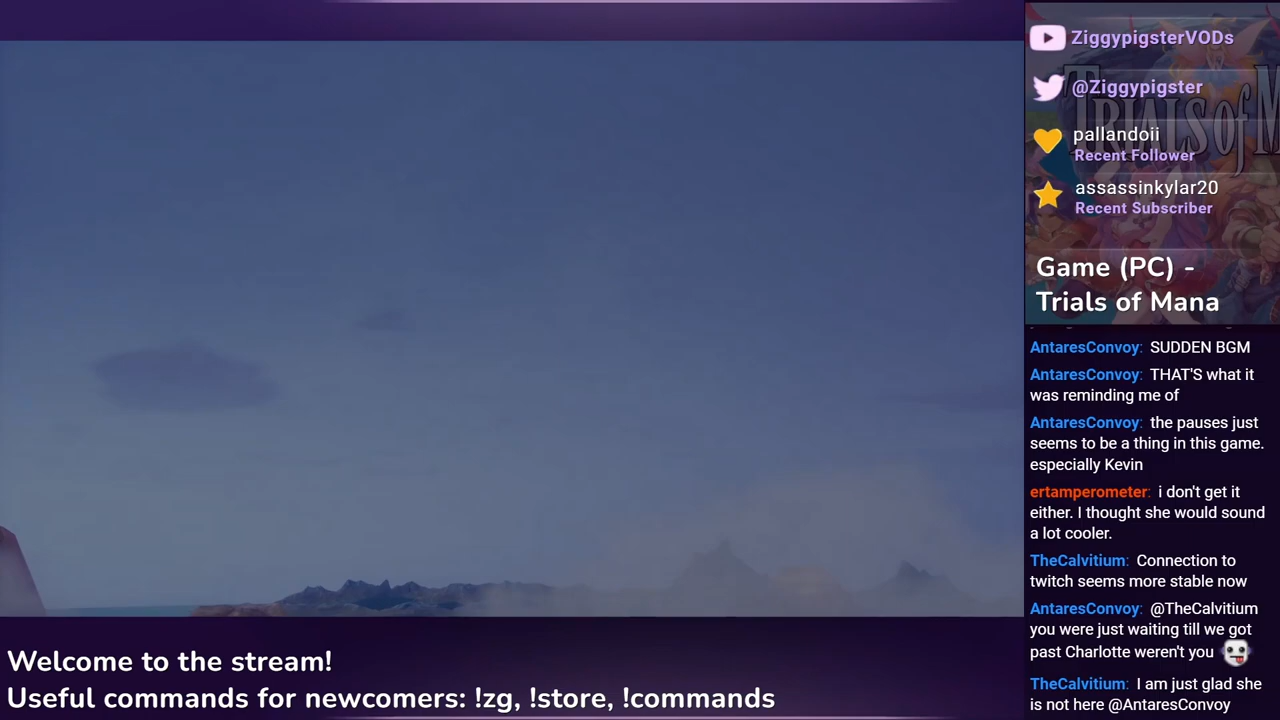 ZiggypigsterVODs
@Ziggypigster
pallandoii
Recent Follower
assassinkylar20
Recent Subscriber
TRIALS of M
Game (PC) -
Trials of Mana
AntaresConvoy: SUDDEN BGM
AntaresConvoy: THAT'S what it
was reminding me of
AntaresConvoy: the pauses just
seems to be a thing in this game.
especially Kevin
ertamperometer: i don't get it
either. I thought she would sound
a lot cooler.
TheCalvitium: Connection to
twitch seems more stable now
AntaresConvoy: @TheCalvitium
you were just waiting till we got
past Charlotte weren't you
TheCalvitium: I am just glad she
is not here @AntaresConvoy
Welcome to the stream!
Useful commands for newcomers: !zg, !store, !commands